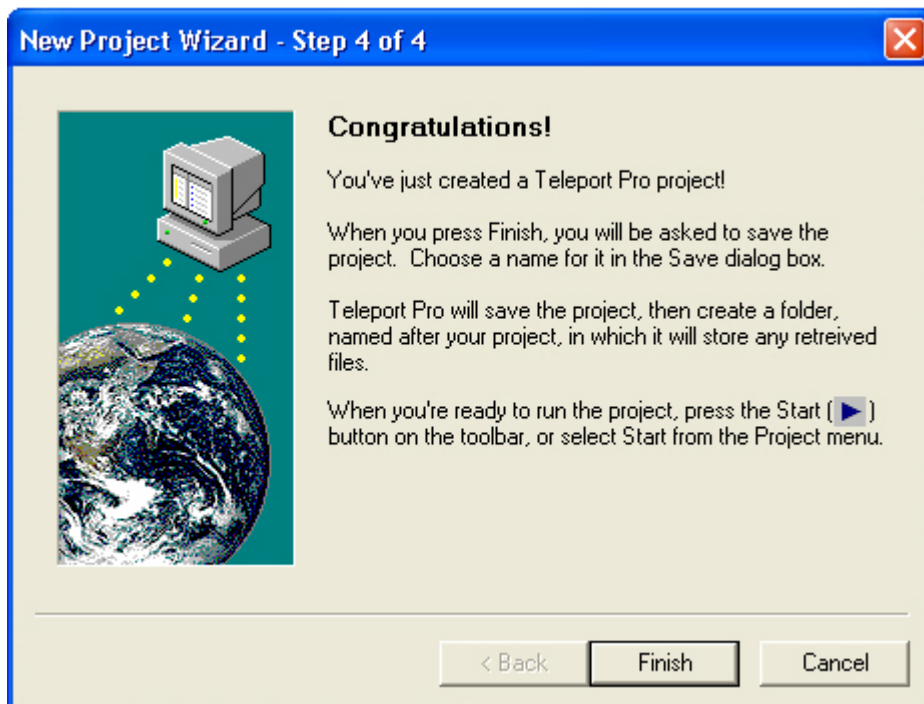 New Project Wizard - Step 4 of 4
Congratulations!
You've just created a Teleport Pro project!
When you press Finish, you will be asked to save the
project.  Choose a name for it in the Save dialog box.
Teleport Pro will save the project, then create a folder,
named after your project, in which it will store any retreived
files.
When you're ready to run the project, press the Start ( )
button on the toolbar, or select Start from the Project menu.
< Back
Finish
Cancel